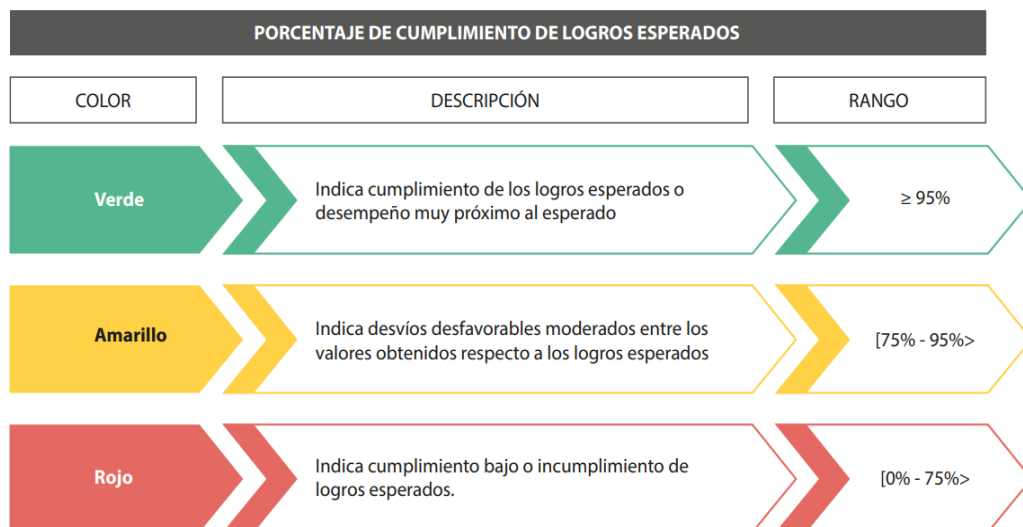 PORCENTAJE DE CUMPLIMIENTO DE LOGROS ESPERADOS
COLOR
DESCRIPCIÓN
RANGO
Verde
Indica cumplimiento de los logros esperados o
desempeño muy próximo al esperado
≥ 95%
Amarillo
Indica desvíos desfavorables moderados entre los
valores obtenidos respecto a los logros esperados
[75% - 95%>
Rojo
Indica cumplimiento bajo o incumplimiento de
logros esperados.
[0% - 75%>